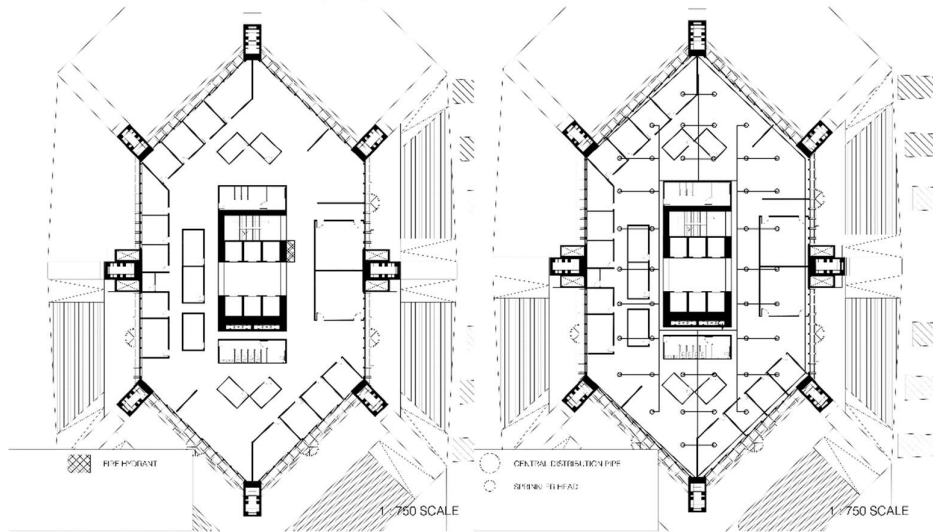 FIRE HYDRANT
1 : 750 SCALE
CENTRAL DISTRIBUTION PIPE
SPRINKLER HEAD
1 : 750 SCALE